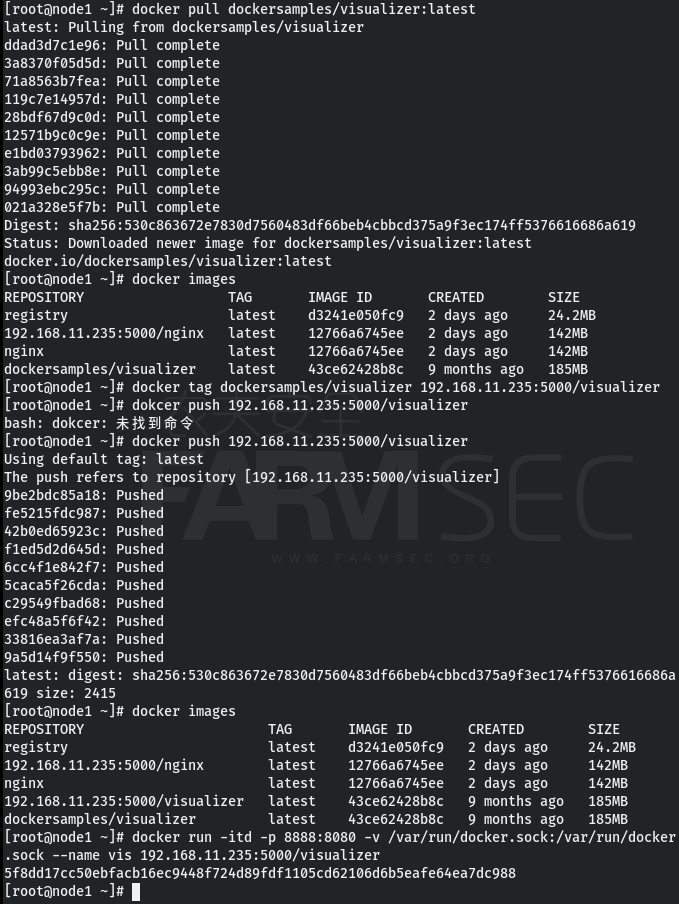 [root@node1 ~]# docker pull dockersamples/visualizer:latest
latest: Pulling from dockersamples/visualizer
ddad3d7c1e96: Pull complete
3a8370f05d5d: Pull complete
71a8563b7fea: Pull complete
119c7e14957d: Pull complete
28bdf67d9c0d: Pull complete
12571b9c0c9e: Pull complete
e1bd03793962: Pull complete
3ab99c5ebb8e: Pull complete
94993ebc295c: Pull complete
021a328e5f7b: Pull complete
Digest: sha256:530c863672e7830d7560483df66beb4cbbcd375a9f3ec174ff5376616686a619
Status: Downloaded newer image for dockersamples/visualizer:latest
docker.io/dockersamples/visualizer:latest
[root@node1 ~]# docker images
REPOSITORY                  TAG       IMAGE ID       CREATED        SIZE
registry                    latest    d3241e050fc9   2 days ago     24.2MB
192.168.11.235:5000/nginx   latest    12766a6745ee   2 days ago     142MB
nginx                       latest    12766a6745ee   2 days ago     142MB
dockersamples/visualizer    latest    43ce62428b8c   9 months ago   185MB
[root@node1 ~]# docker tag dockersamples/visualizer 192.168.11.235:5000/visualizer
[root@node1 ~]# dokcer push 192.168.11.235:5000/visualizer
bash: dokcer: 未找到命令
[root@node1 ~]# docker push 192.168.11.235:5000/visualizer
Using default tag: latest
The push refers to repository [192.168.11.235:5000/visualizer]
9be2bdc85a18: Pushed
fe5215fdc987: Pushed
42b0ed65923c: Pushed
f1ed5d2d645d: Pushed
6cc4f1e842f7: Pushed
5caca5f26cda: Pushed
c29549fbad68: Pushed
efc48a5f6f42: Pushed
33816ea3af7a: Pushed
9a5d14f9f550: Pushed
latest: digest: sha256:530c863672e7830d7560483df66beb4cbbcd375a9f3ec174ff5376616686a
619 size: 2415
[root@node1 ~]# docker images
REPOSITORY                       TAG       IMAGE ID       CREATED        SIZE
registry                         latest    d3241e050fc9   2 days ago     24.2MB
192.168.11.235:5000/nginx        latest    12766a6745ee   2 days ago     142MB
nginx                            latest    12766a6745ee   2 days ago     142MB
192.168.11.235:5000/visualizer   latest    43ce62428b8c   9 months ago   185MB
dockersamples/visualizer         latest    43ce62428b8c   9 months ago   185MB
[root@node1 ~]# docker run -itd -p 8888:8080 -v /var/run/docker.sock:/var/run/docker
.sock --name vis 192.168.11.235:5000/visualizer
5f8dd17cc50ebfacb16ec9448f724d89fdf1105cd62106d6b5eafe64ea7dc988
[root@node1 ~]#
FARMSEC
WWW.FARMSEC.ORG